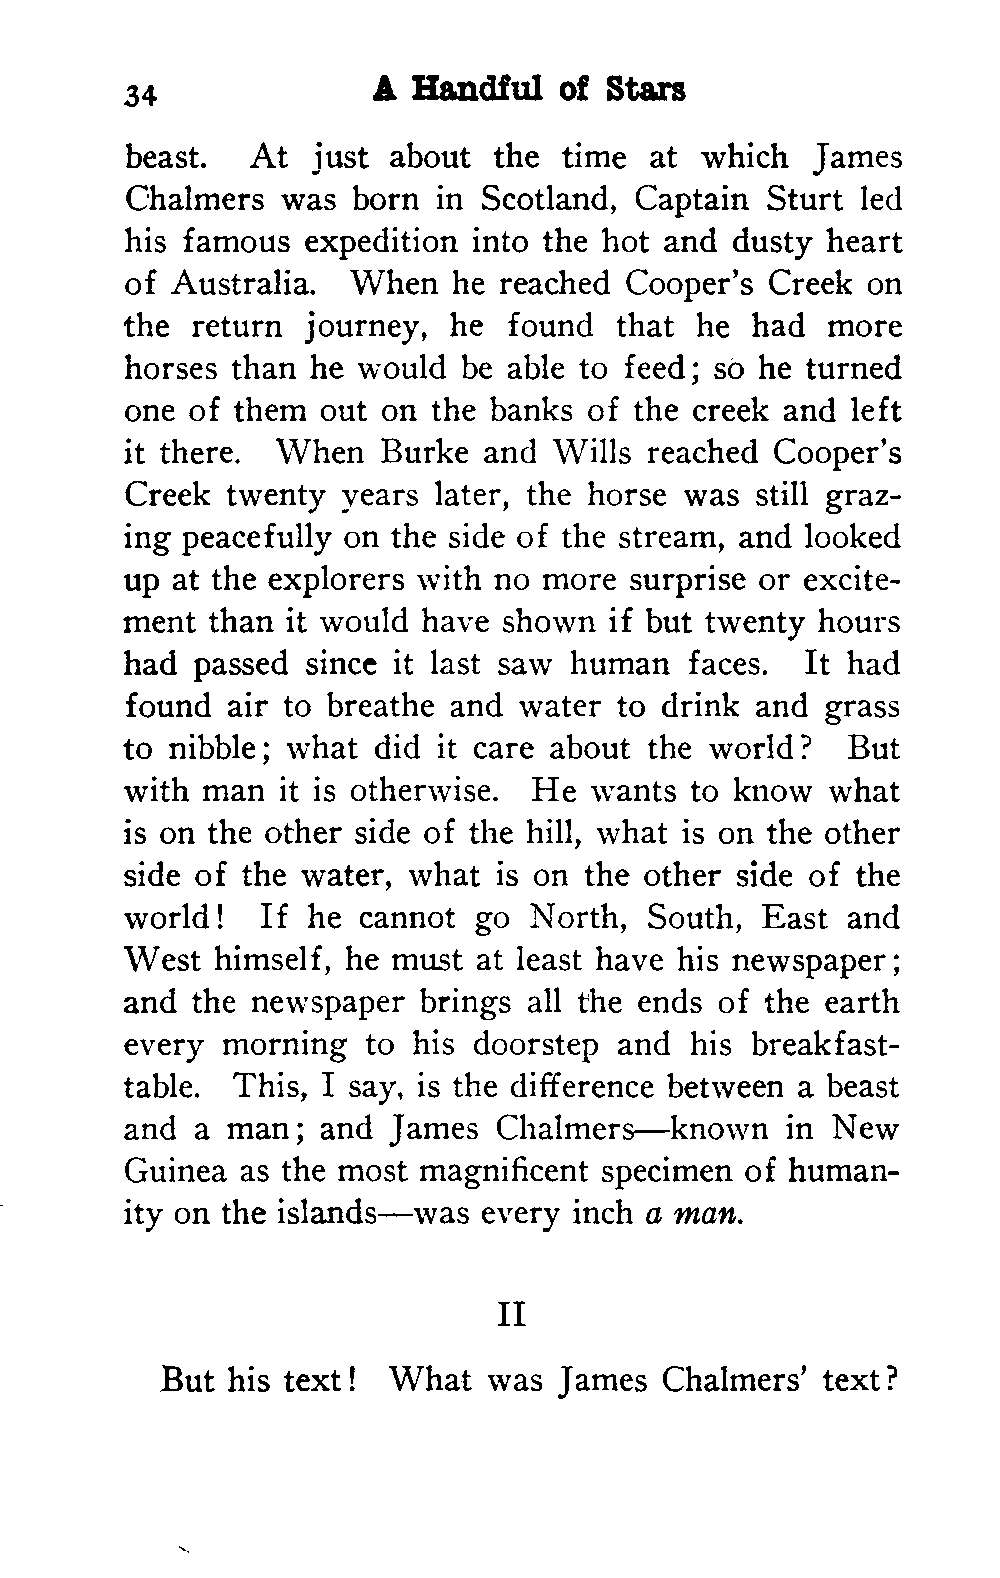 34 A Handful of Stars
beast. At just about the time at which James
Chalmers was born in Scotland, Captain Sturt led
his famous expedition into the hot and dusty heart
of Australia. When he reached Cooper's Creek on
the return journey, he found that he had more
horses than he would be able to feed; so he turned
one of them out on the banks of the creek and left
it there. When Burke and Wills reached Cooper's
Creek twenty years later, the horse was still graz-
ing peacefully on the side of the stream, and looked
up at the explorers with no more surprise or excite-
ment than it would have shown if but twenty hours
had passed since it last saw human faces. It had
found air to breathe and water to drink and grass
to nibble; what did it care about the world? But
with man it is otherwise. He wants to know what
is on the other side of the hill, what is on the other
side of the water, what is on the other side of the
world! If he cannot go North, South, East and
West himself, he must at least have his newspaper;
and the newspaper brings all the ends of the earth
every morning to his doorstep and his breakfast-
table. This, I say, is the difference between a beast
and a man; and James Chalmers—known in New
Guinea as the most magnificent specimen of human-
ity on the islands—was every inch a man.
II
But his text! What was James Chalmers' text?